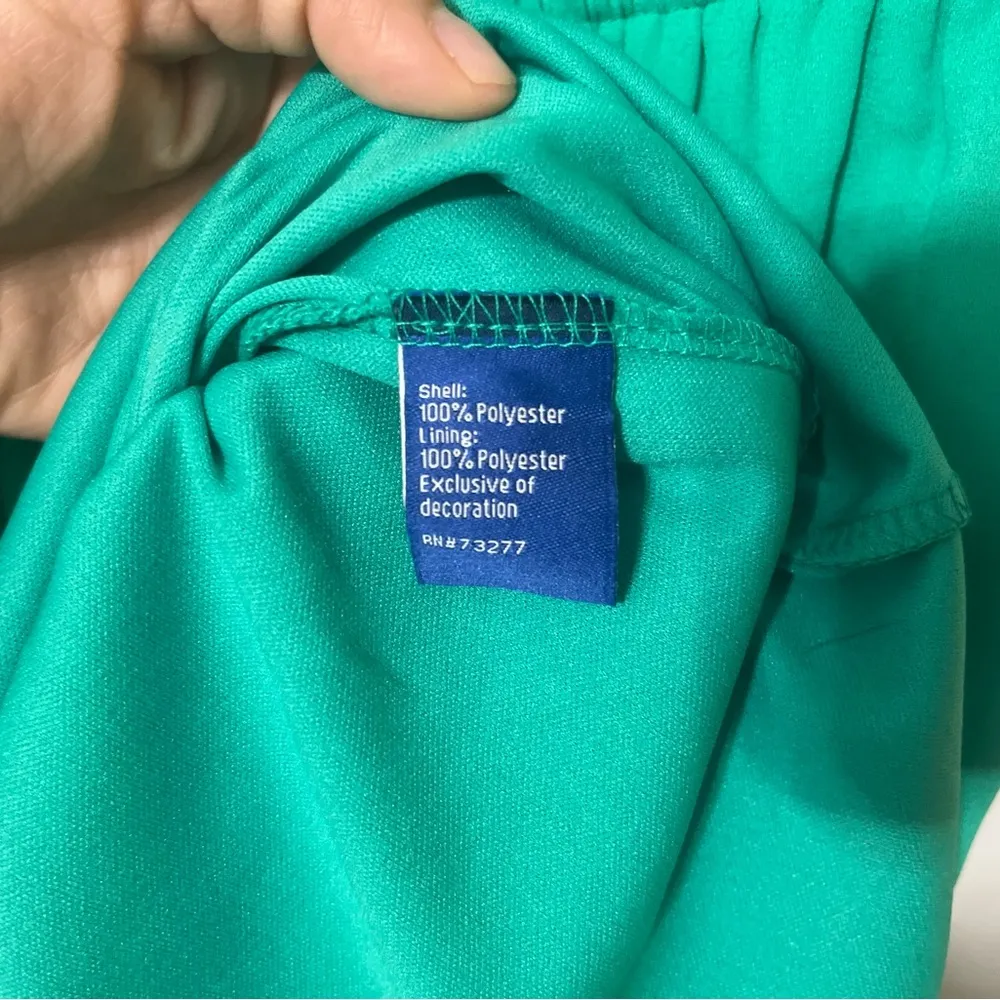 Shell:
100% Polyester
Lining:
100% Polyester
Exclusive of
decoration
RN#73277